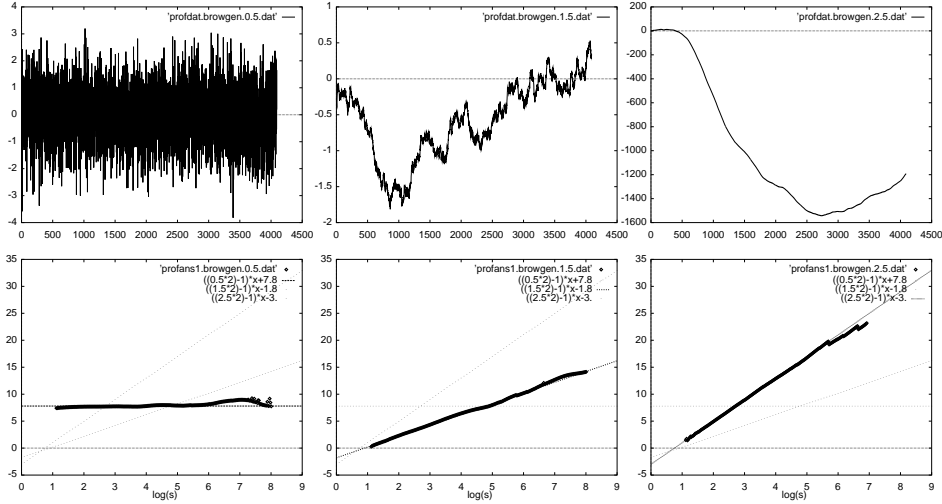 'profdat.browgen.0.5.dat'
4
3
2
1
0
-1
-2
-3
-4
0 500 1000 1500 2000 2500 3000 3500 4000 4500
'profdat.browgen.1.5.dat'
1
0.5
0
-0.5
-1
-1.5
-2
0 500 1000 1500 2000 2500 3000 3500 4000 4500
'profdat.browgen.2.5.dat'
200
0
-200
-400
-600
-800
-1000
-1200
-1400
-1600
0 500 1000 1500 2000 2500 3000 3500 4000 4500
'profans1.browgen.0.5.dat'
((0.5*2)-1)*x+7.8
((1.5*2)-1)*x-1.8
((2.5*2)-1)*x-3.
35
30
25
20
15
10
5
0
-5
0 1 2 3 4 5 6 7 8 9
log(s)
'profans1.browgen.1.5.dat'
((0.5*2)-1)*x+7.8
((1.5*2)-1)*x-1.8
((2.5*2)-1)*x-3.
35
30
25
20
15
10
5
0
-5
0 1 2 3 4 5 6 7 8 9
log(s)
'profans1.browgen.2.5.dat'
((0.5*2)-1)*x+7.8
((1.5*2)-1)*x-1.8
((2.5*2)-1)*x-3.
35
30
25
20
15
10
5
0
-5
0 1 2 3 4 5 6 7 8 9
log(s)